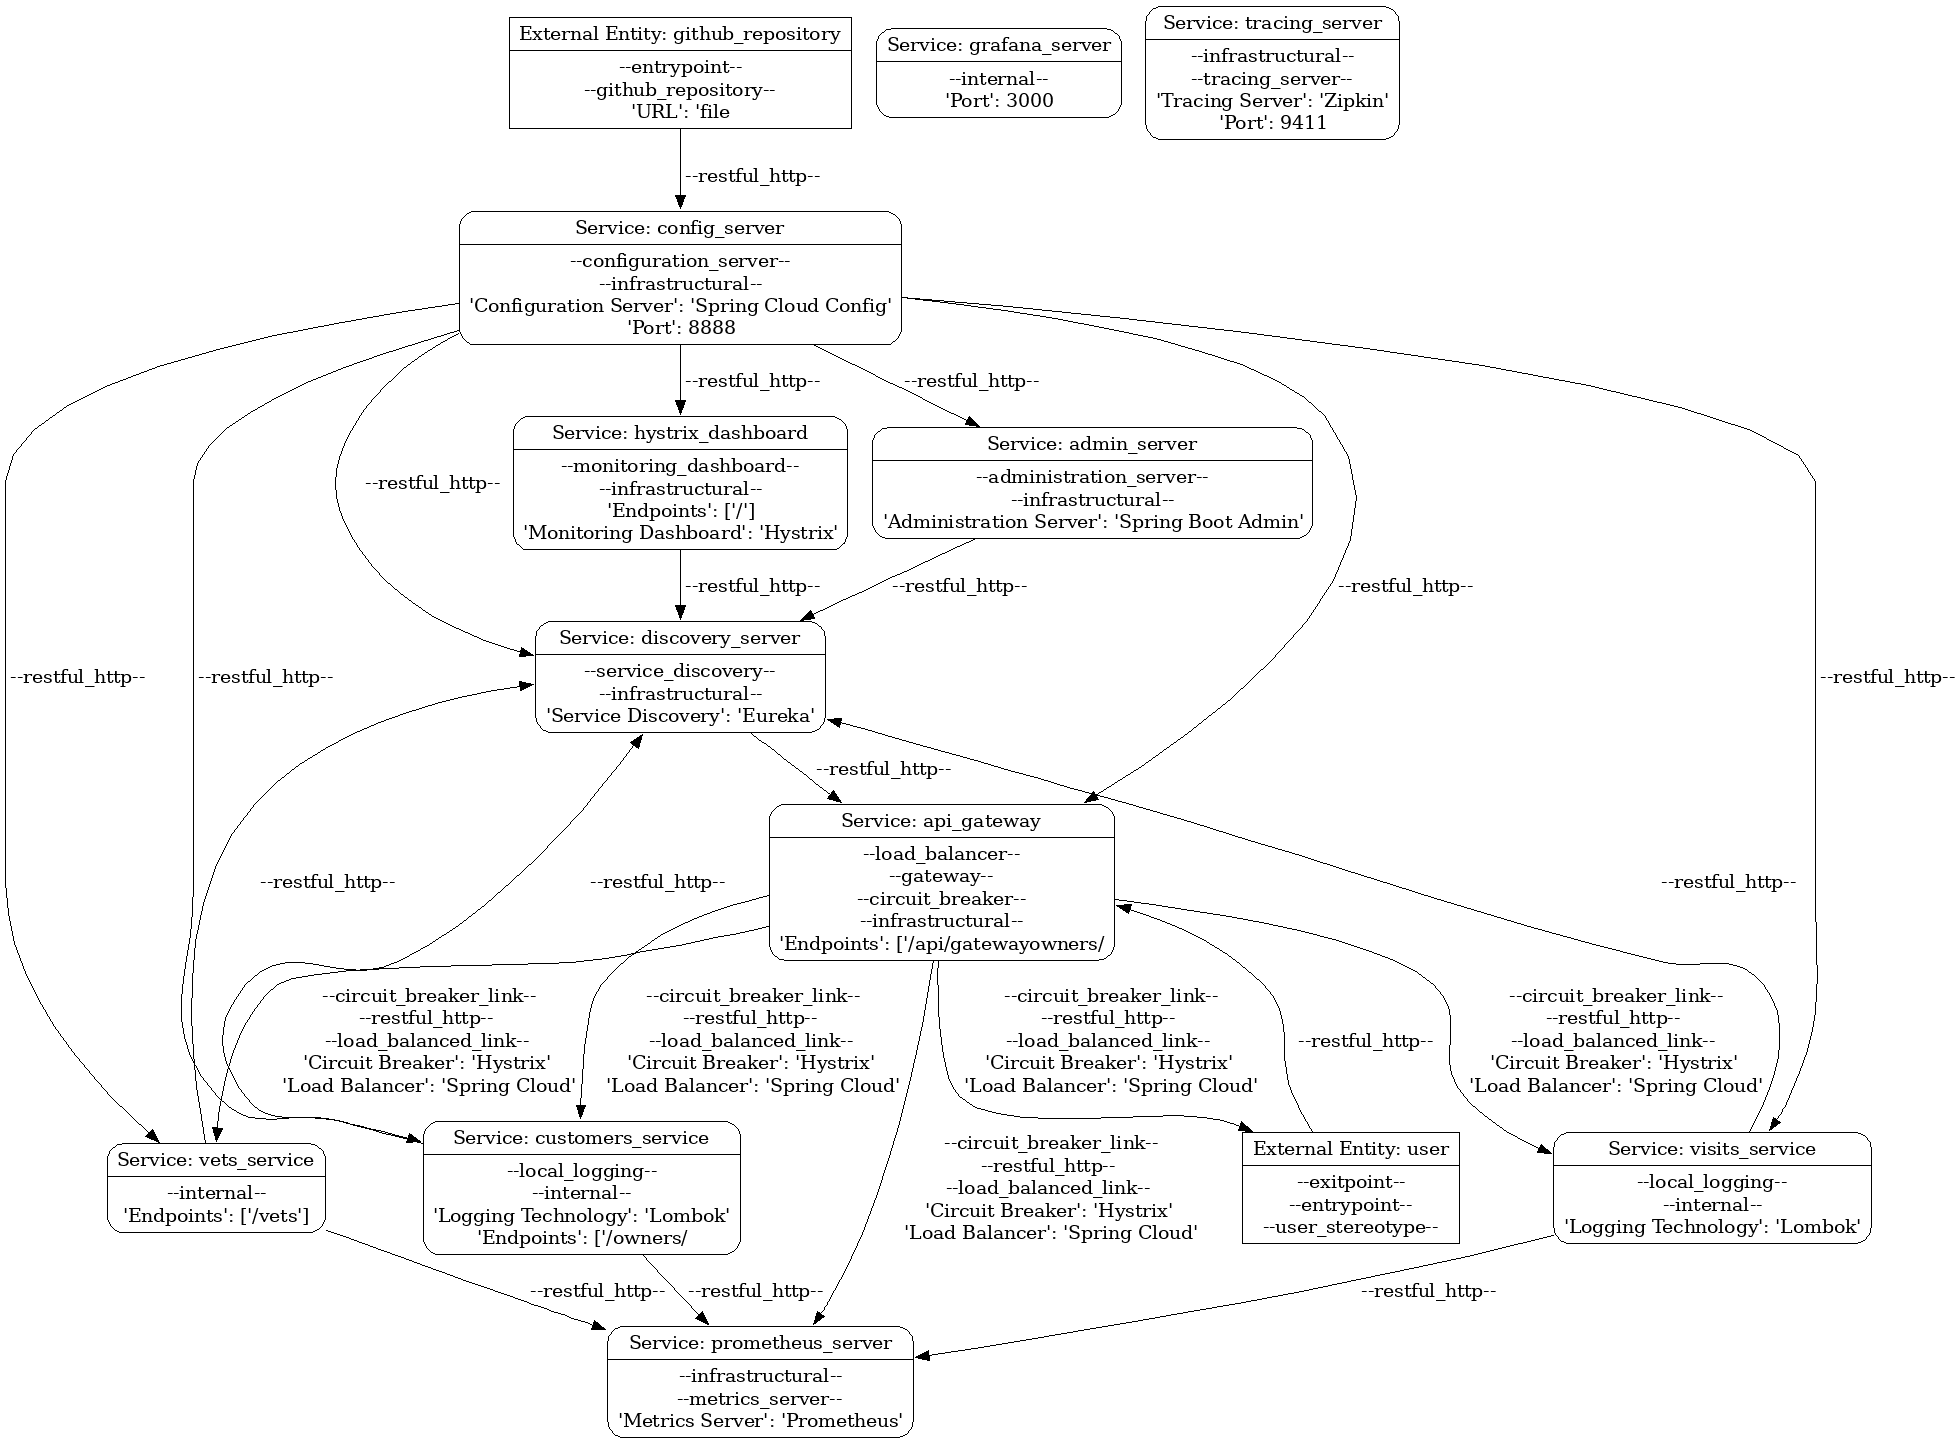 External Entity: github_repository
--entrypoint--
--github_repository--
'URL': 'file
Service: grafana_server
--internal--
'Port': 3000
Service: tracing_server
--infrastructural--
--tracing_server--
'Tracing Server': 'Zipkin'
'Port': 9411
--restful_http--
Service: config_server
--configuration_server--
--infrastructural--
'Configuration Server': 'Spring Cloud Config'
'Port': 8888
--restful_http--
--restful_http--
--restful_http--
Service: hystrix_dashboard
--monitoring_dashboard--
--infrastructural--
'Endpoints': ['/']
'Monitoring Dashboard': 'Hystrix'
Service: admin_server
--administration_server--
--infrastructural--
'Administration Server': 'Spring Boot Admin'
--restful_http--
--restful_http--
--restful_http--
--restful_http--
--restful_http--
Service: discovery_server
--service_discovery--
--infrastructural--
'Service Discovery': 'Eureka'
--restful_http--
--restful_http--
--restful_http--
--restful_http--
Service: api_gateway
--load_balancer--
--gateway--
--circuit_breaker--
--infrastructural--
'Endpoints': ['/api/gatewayowners/
--restful_http--
--circuit_breaker_link--
--restful_http--
--load_balanced_link--
'Circuit Breaker': 'Hystrix'
'Load Balancer': 'Spring Cloud'
--circuit_breaker_link--
--restful_http--
--load_balanced_link--
'Circuit Breaker': 'Hystrix'
'Load Balancer': 'Spring Cloud'
--circuit_breaker_link--
--restful_http--
--load_balanced_link--
'Circuit Breaker': 'Hystrix'
'Load Balancer': 'Spring Cloud'
--restful_http--
--circuit_breaker_link--
--restful_http--
--load_balanced_link--
'Circuit Breaker': 'Hystrix'
'Load Balancer': 'Spring Cloud'
Service: vets_service
--internal--
'Endpoints': ['/vets']
Service: customers_service
--local_logging--
--internal--
'Logging Technology': 'Lombok'
'Endpoints': ['/owners/
--circuit_breaker_link--
--restful_http--
--load_balanced_link--
'Circuit Breaker': 'Hystrix'
'Load Balancer': 'Spring Cloud'
External Entity: user
--exitpoint--
--entrypoint--
--user_stereotype--
Service: visits_service
--local_logging--
--internal--
'Logging Technology': 'Lombok'
--restful_http--
--restful_http--
--restful_http--
Service: prometheus_server
--infrastructural--
--metrics_server--
'Metrics Server': 'Prometheus'